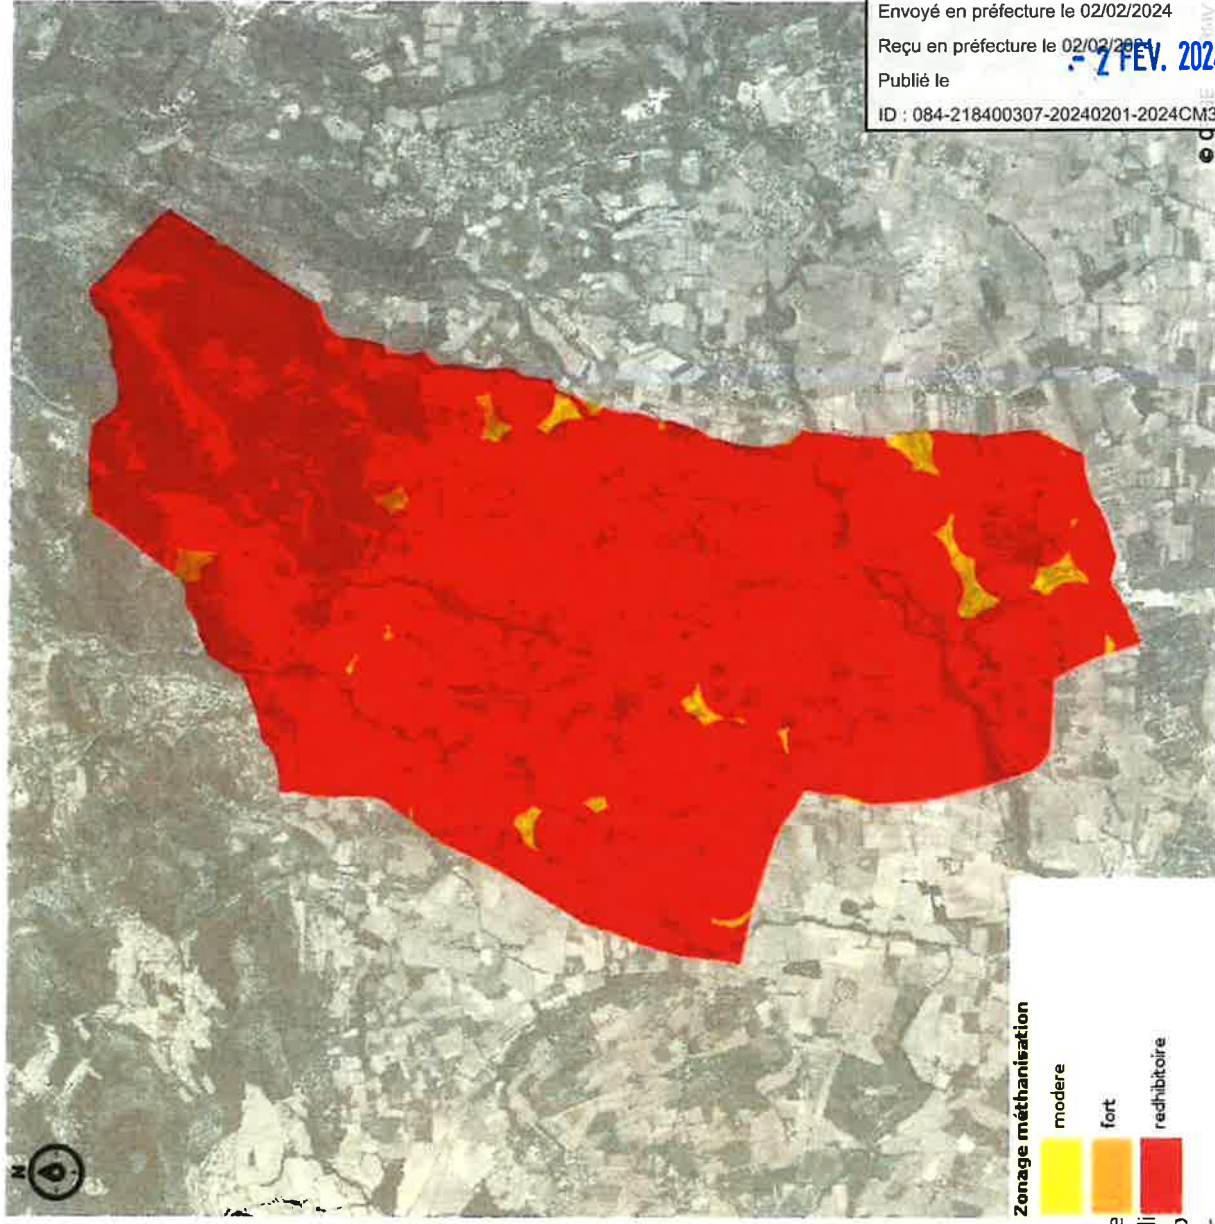 Envoyé en préfecture le 02/02/2024
Reçu en préfecture le 02/02/2024
- 2 FEV. 2024
Publié le
ID : 084-218400307-20240201-2024CM3
N
Zonage méthanisation
modere
fort
redhibitoire